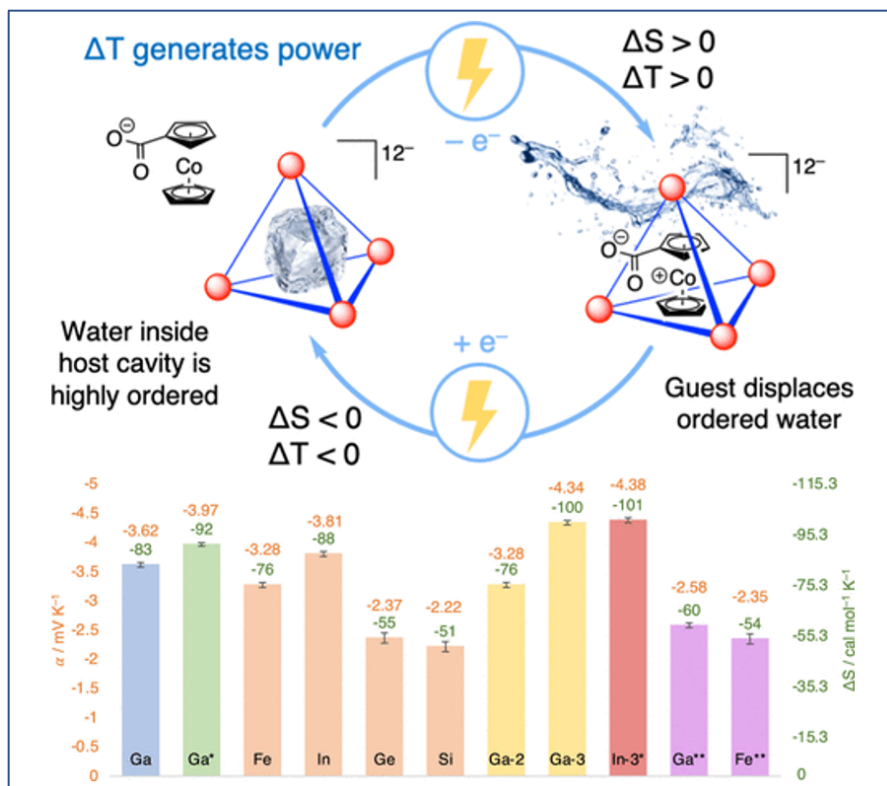 ΔT generates power
ΔS > 0
ΔT > 0
− e⁻
O
⊖
O
Co
12⁻
12⁻
⊖
O
O
⊕Co
Water inside
host cavity is
highly ordered
+ e⁻
ΔS < 0
ΔT < 0
Guest displaces
ordered water
α / mV K⁻¹
-5
-4.5
-4
-3.5
-3
-2.5
-2
-1.5
-1
-0.5
0
-3.62
-83
-3.97
-92
-3.28
-76
-3.81
-88
-2.37
-55
-2.22
-51
-3.28
-76
-4.34
-100
-4.38
-101
-2.58
-60
-2.35
-54
Ga
Ga*
Fe
In
Ge
Si
Ga-2
Ga-3
In-3*
Ga**
Fe**
-115.3
-95.3
-75.3
-55.3
-35.3
-15.3
0
ΔS / cal mol⁻¹ K⁻¹